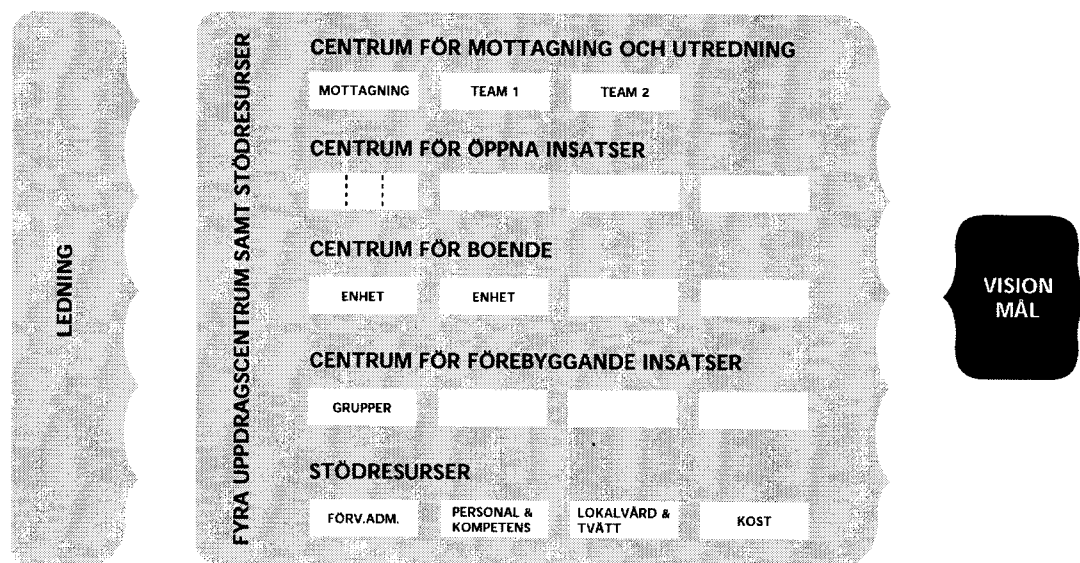 LEDNING
FYRA UPPDRAGSCENTRUM SAMT STÖDRESURSER
CENTRUM FÖR MOTTAGNING OCH UTREDNING
MOTTAGNING
TEAM 1
TEAM 2
CENTRUM FÖR ÖPPNA INSATSER
CENTRUM FÖR BOENDE
ENHET
ENHET
CENTRUM FÖR FÖREBYGGANDE INSATSER
GRUPPER
STÖDRESURSER
FÖRV.ADM.
PERSONAL &
KOMPETENS
LOKALVÅRD &
TVÄTT
KOST
VISION
MÅL